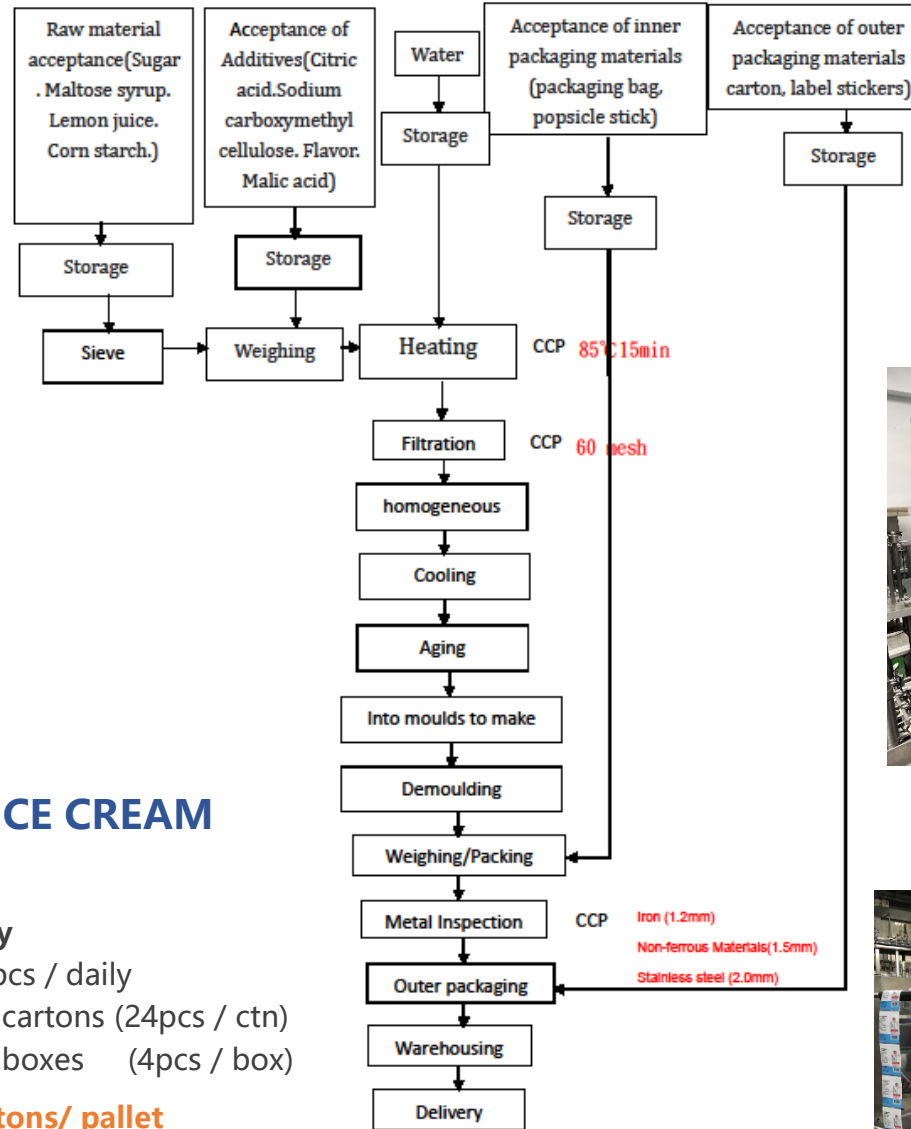 Raw material
acceptance(Sugar
. Maltose syrup.
Lemon juice.
Corn starch.)
Acceptance of
Additives(Citric
acid.Sodium
carboxymethyl
cellulose. Flavor.
Malic acid)
Water
Acceptance of inner
packaging materials
(packaging bag,
popsicle stick)
Acceptance of outer
packaging materials
carton, label stickers)
Storage
Storage
Storage
Storage
Storage
Sieve
Weighing
Heating
CCP
85℃15min
Filtration
CCP
60 mesh
homogeneous
Cooling
Aging
Into moulds to make
Demoulding
Weighing/Packing
Metal Inspection
CCP
Iron (1.2mm)
Non-ferrous Materials(1.5mm)
Stainless steel (2.0mm)
Outer packaging
Warehousing
Delivery
CE CREAM
y
pcs / daily
cartons (24pcs / ctn)
boxes (4pcs / box)
tons/ pallet